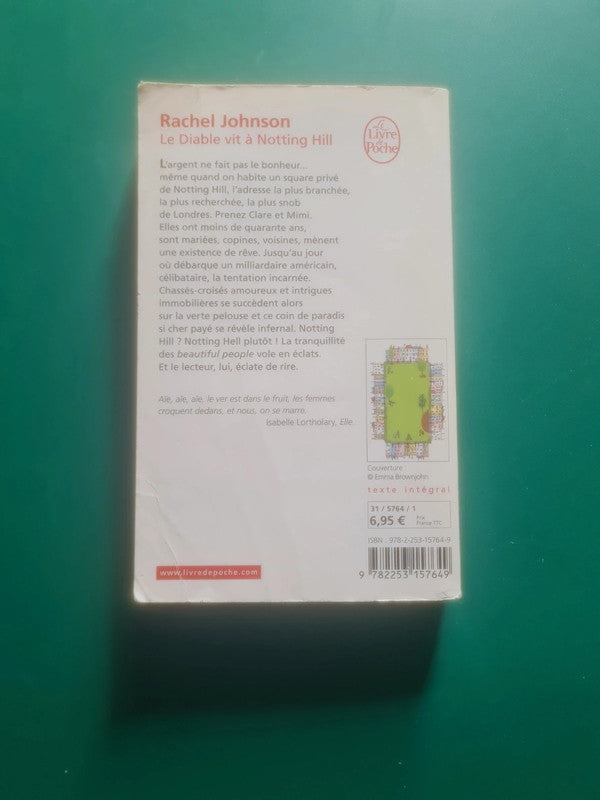 Rachel Johnson
Le Diable vit à Notting Hill
Le
Livre
de
Poche
L'argent ne fait pas le bonheur...
même quand on habite un square privé
de Notting Hill, l'adresse la plus branchée,
la plus recherchée, la plus snob
de Londres. Prenez Clare et Mimi.
Elles ont moins de quarante ans,
sont mariées, copines, voisines, mènent
une existence de rêve. Jusqu'au jour
où débarque un milliardaire américain,
célibataire, la tentation incarnée.
Chassés-croisés amoureux et intrigues
immobilières se succèdent alors
sur la verte pelouse et ce coin de paradis
si cher payé se révèle infernal. Notting
Hill ? Notting Hell plutôt ! La tranquillité
des beautiful people vole en éclats.
Et le lecteur, lui, éclate de rire.
Aïe, aïe, aïe, le ver est dans le fruit, les femmes
croquent dedans, et nous, on se marre.
Isabelle Lortholary, Elle.
Couverture
© Emma Brownjohn
texte intégral
31 / 5764 / 1
6,95 € Prix
France TTC
ISBN : 978-2-253-15764-9
9 782253 157649
www.livredepoche.com